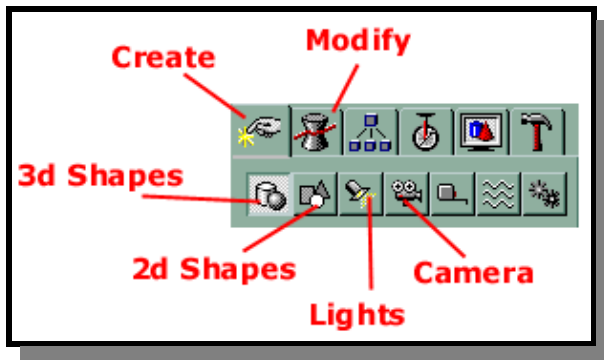 Modify
Create
3d Shapes
2d Shapes
Camera
Lights